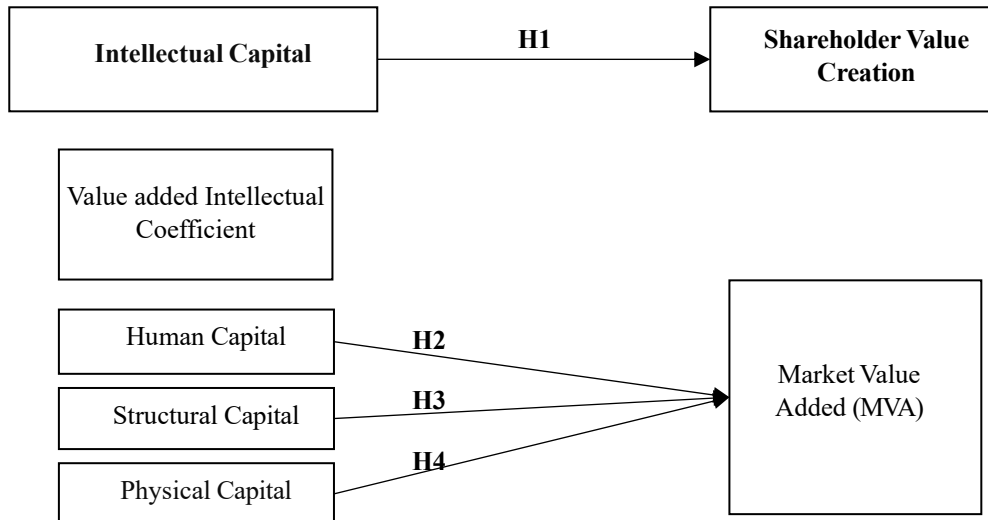 Intellectual Capital
H1
Shareholder Value
Creation
Value added Intellectual
Coefficient
Human Capital
H2
Structural Capital
H3
Physical Capital
H4
Market Value
Added (MVA)